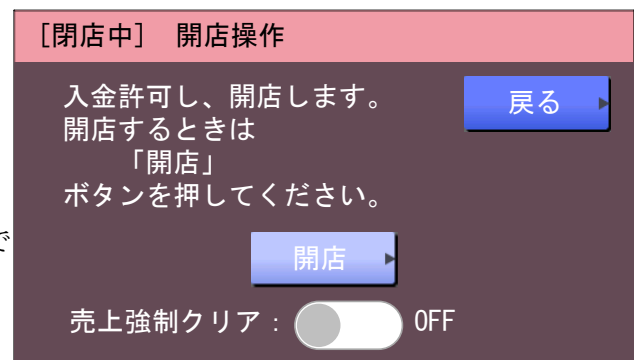 [閉店中] 開店操作
入金許可し、開店します。
戻る
開店するときは
「開店」
ボタンを押してください。
で
開店
売上強制クリア:
OFF